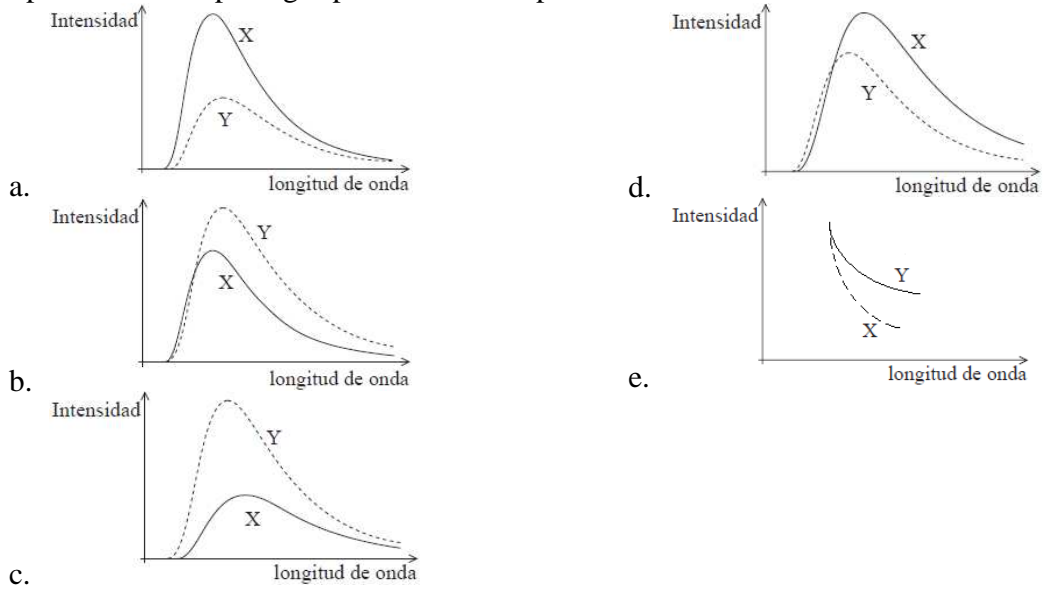 Intensidad
X
Y
longitud de onda
a.
Intensidad
Y
X
longitud de onda
b.
Intensidad
Y
X
longitud de onda
c.
Intensidad
X
Y
longitud de onda
d.
Intensidad
Y
X
longitud de onda
e.